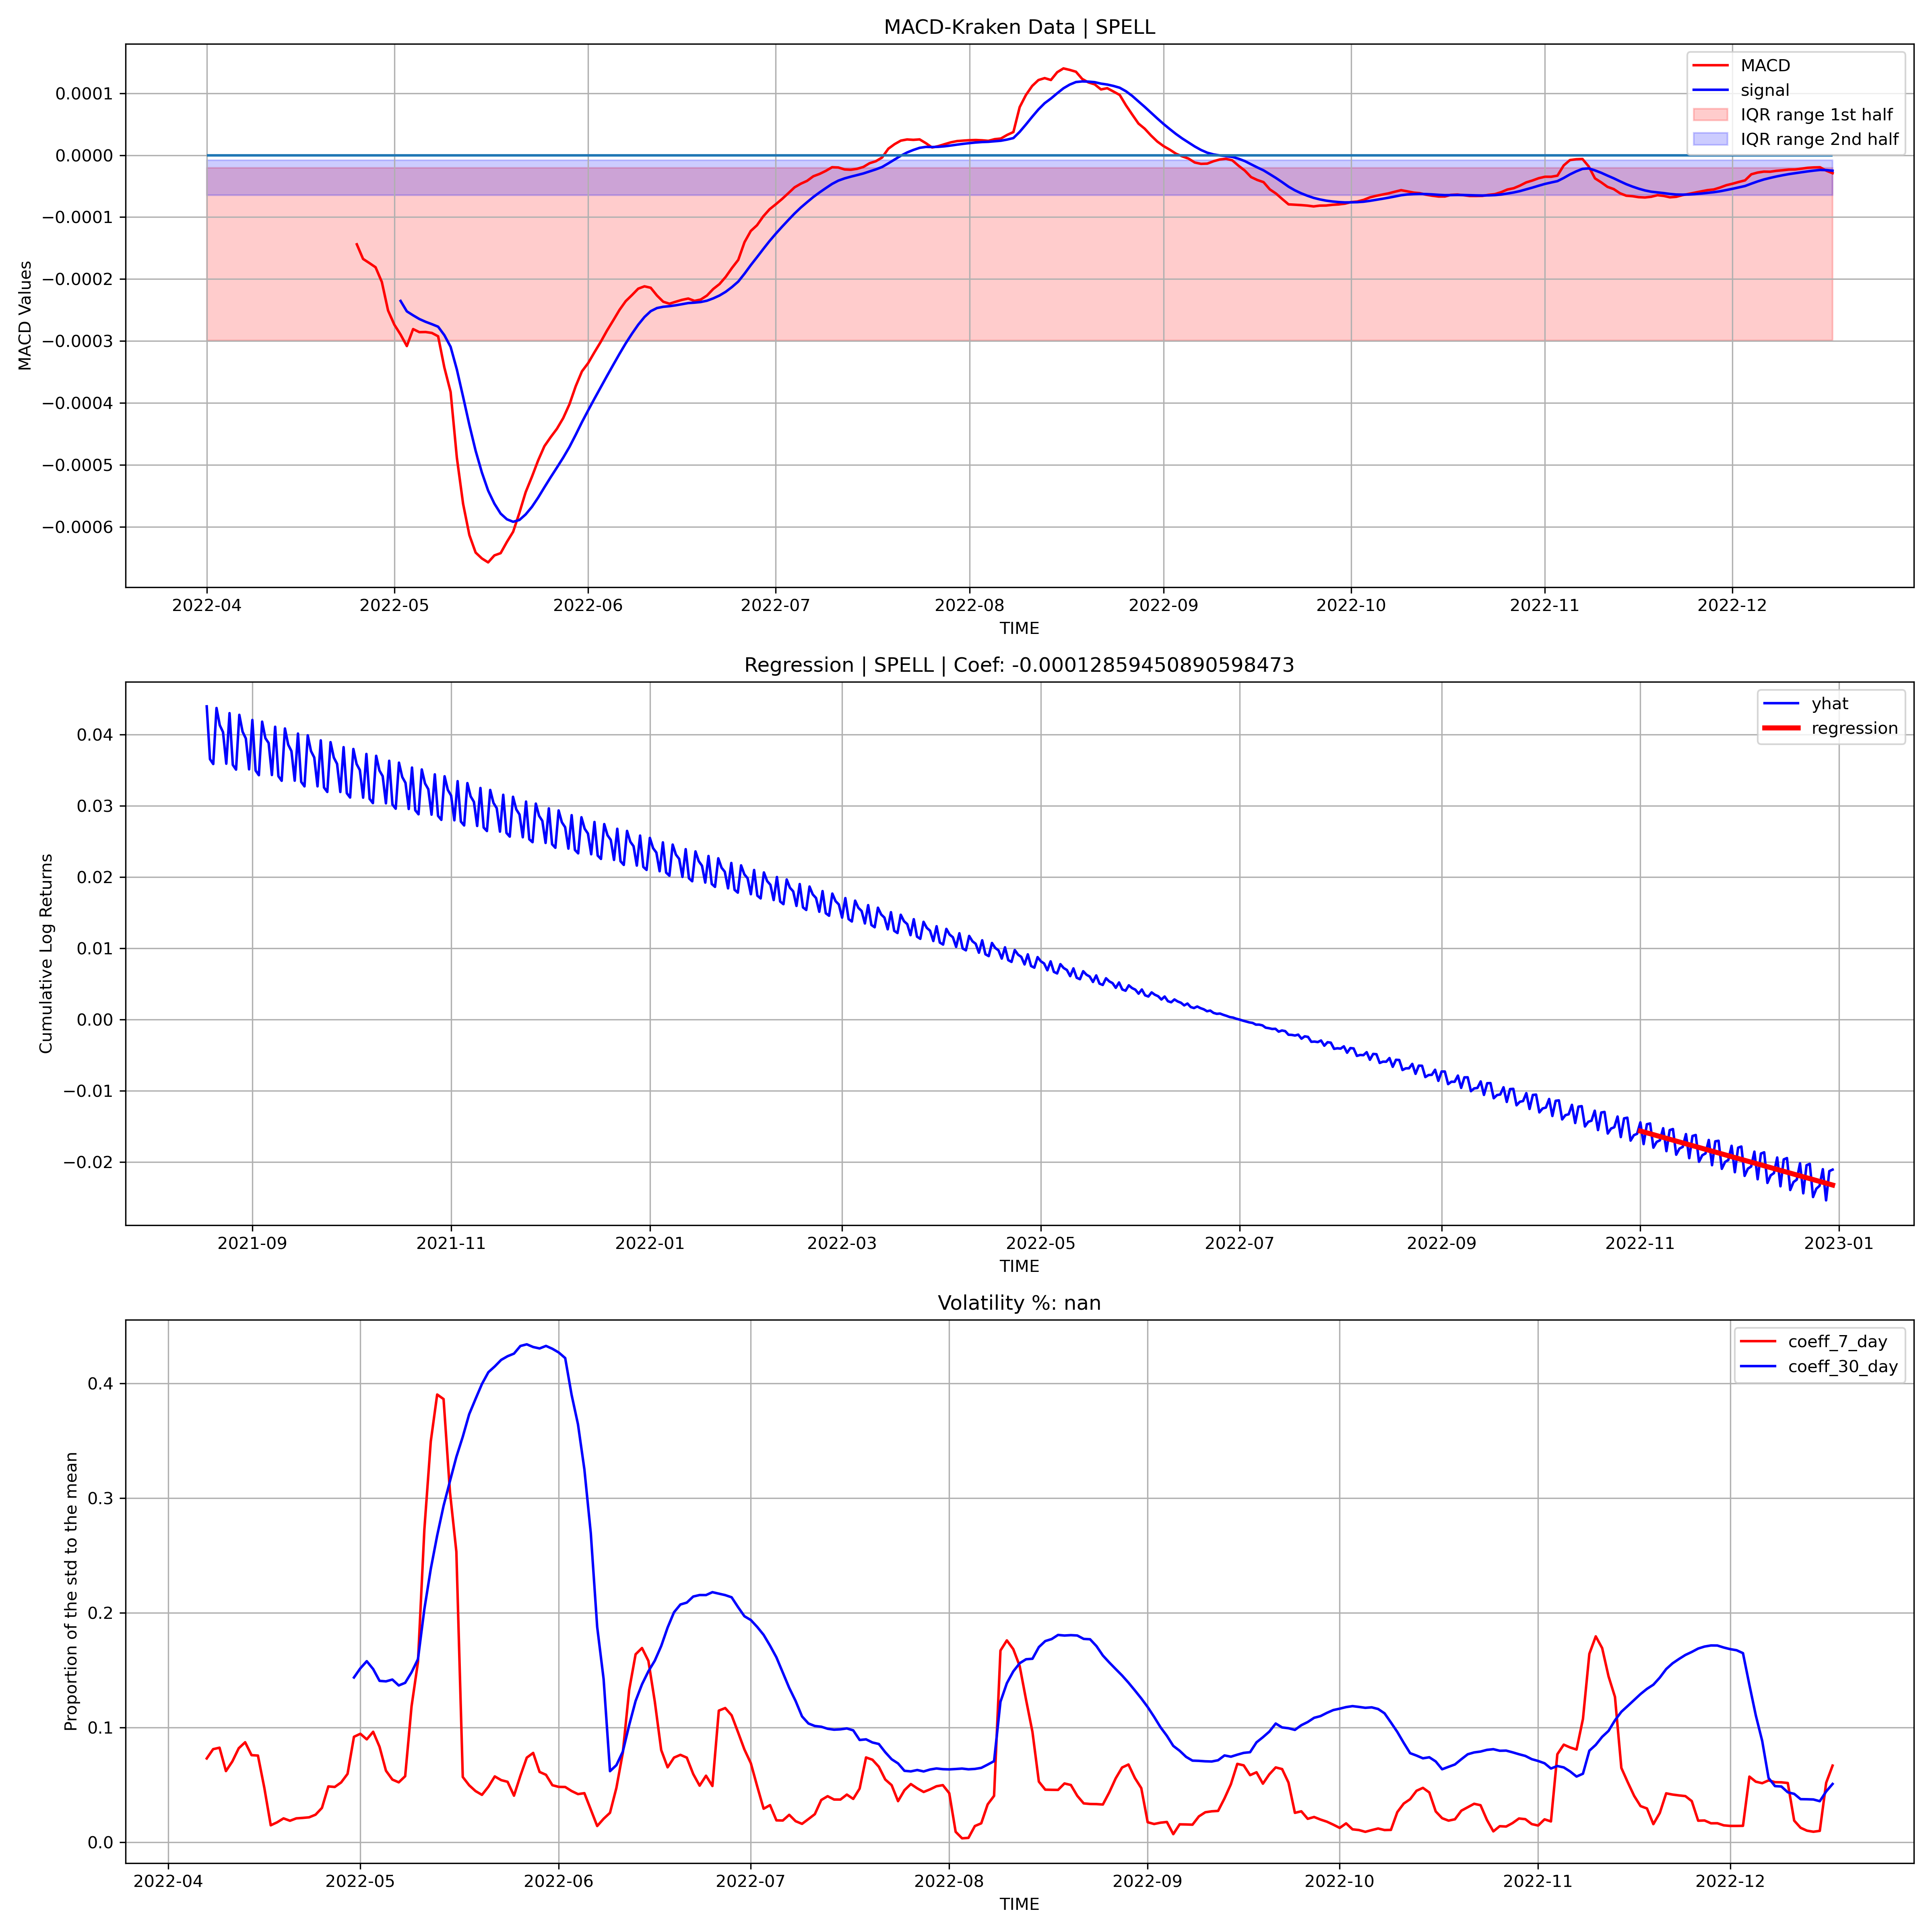 MACD-Kraken Data | SPELL
MACD
signal
IQR range 1st half
IQR range 2nd half
0.0001
0.0000
−0.0001
−0.0002
−0.0003
−0.0004
−0.0005
−0.0006
MACD Values
2022-04 2022-05 2022-06 2022-07 2022-08 2022-09 2022-10 2022-11 2022-12
TIME
Regression | SPELL | Coef: -0.00012859450890598473
yhat
regression
0.04
0.03
0.02
0.01
0.00
−0.01
−0.02
Cumulative Log Returns
2021-09 2021-11 2022-01 2022-03 2022-05 2022-07 2022-09 2022-11 2023-01
TIME
Volatility %: nan
coeff_7_day
coeff_30_day
0.4
0.3
0.2
0.1
0.0
Proportion of the std to the mean
2022-04 2022-05 2022-06 2022-07 2022-08 2022-09 2022-10 2022-11 2022-12
TIME